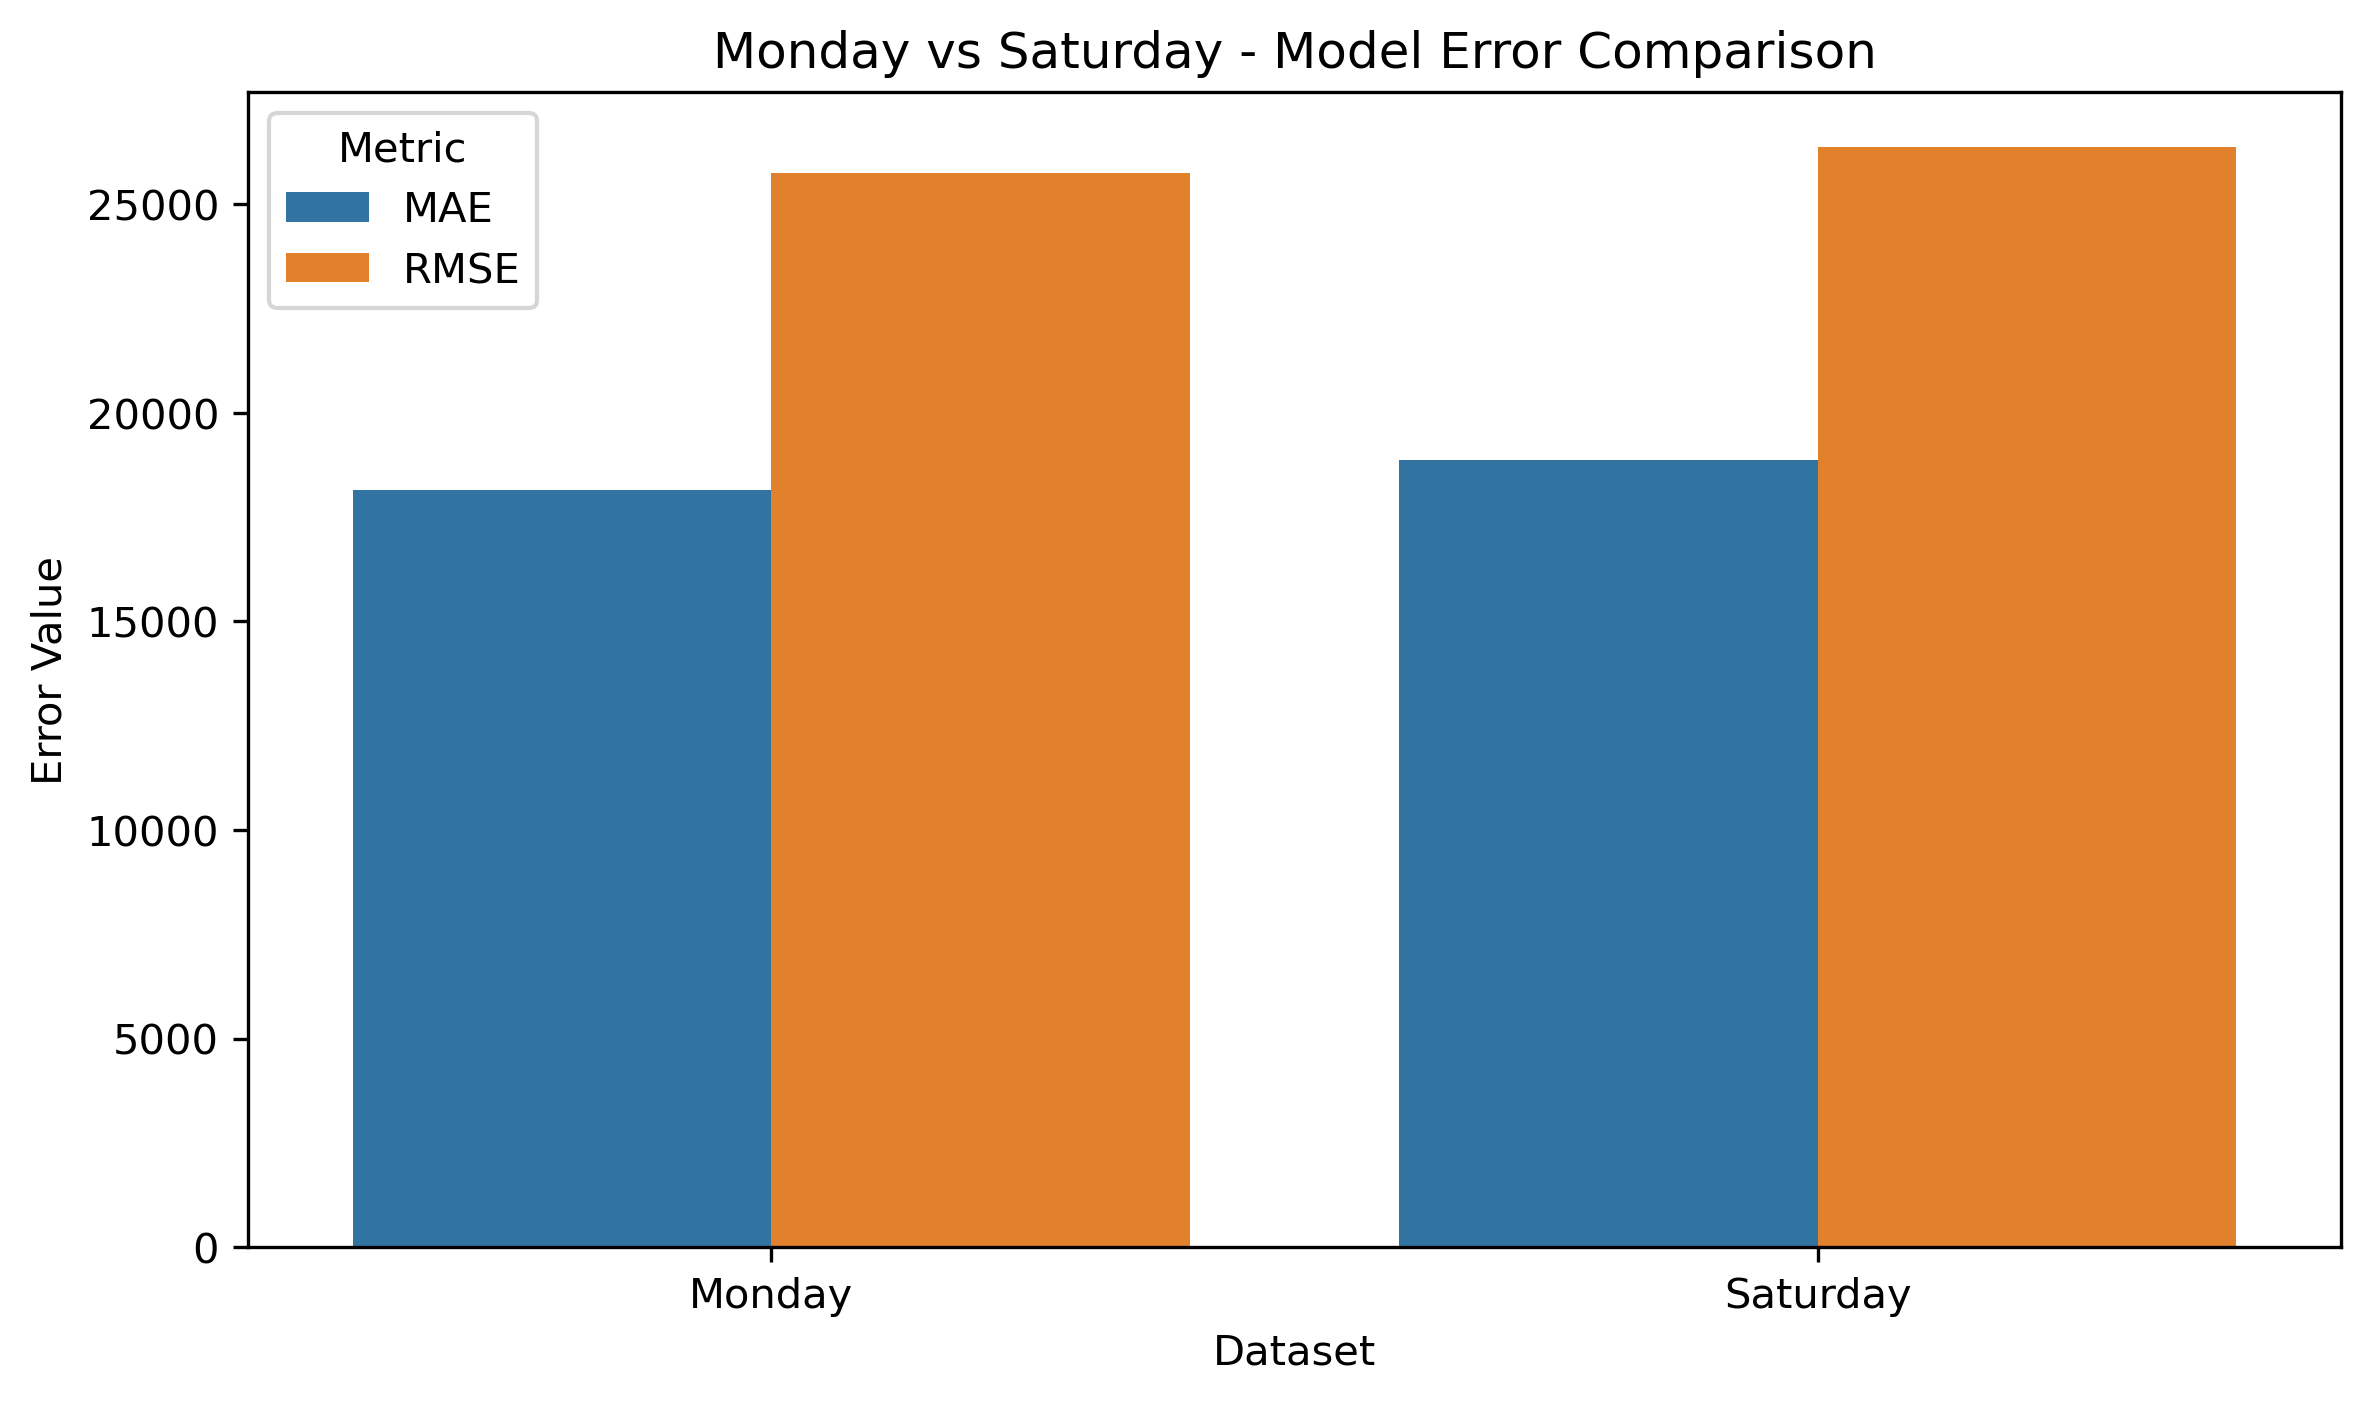 Monday vs Saturday - Model Error Comparison
Metric
MAE
RMSE
25000
20000
15000
10000
5000
0
Error Value
Monday
Saturday
Dataset